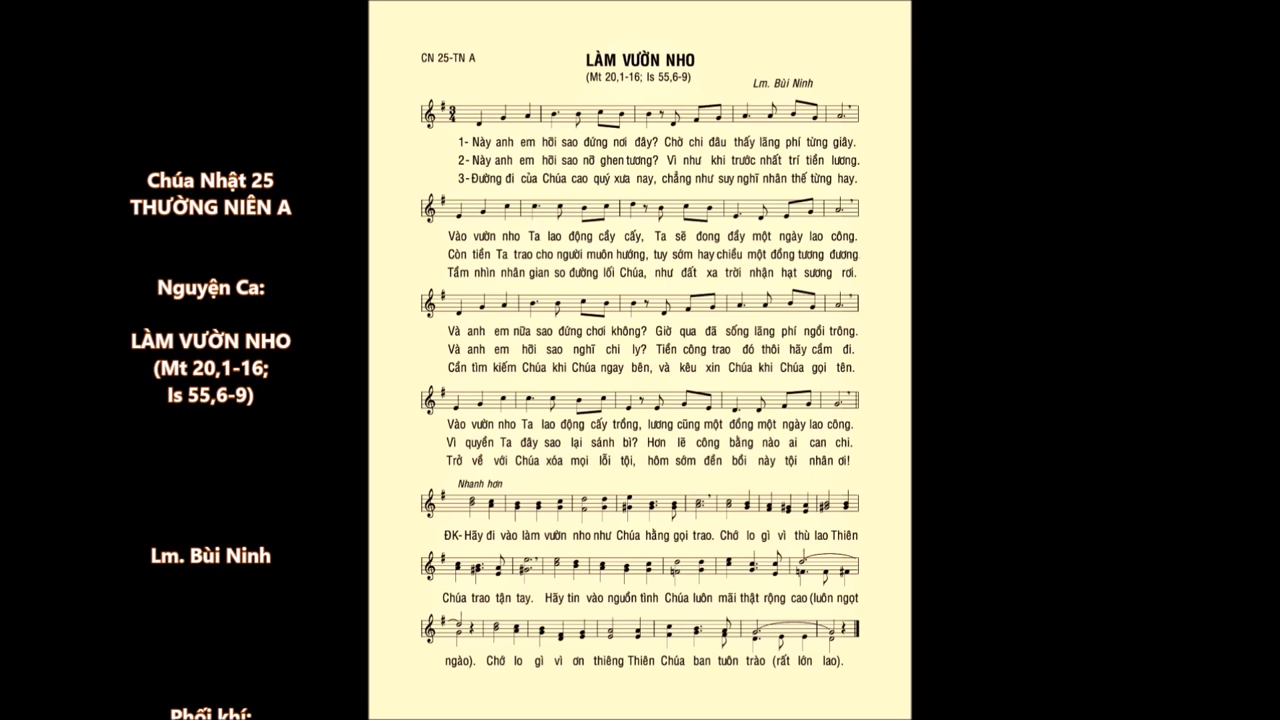 Chúa Nhật 25
THƯỜNG NIÊN A
Nguyện Ca:
LÀM VƯỜN NHO
(Mt 20,1-16;
Is 55,6-9)
Lm. Bùi Ninh
Phối khí:
CN 25-TN A
LÀM VƯỜN NHO
(Mt 20,1-16; Is 55,6-9)
Lm. Bùi Ninh
1- Này anh em hỡi sao đứng nơi đây? Chờ chi đâu thấy lãng phí từng giây.
2- Này anh em hỡi sao nỡ ghen tương? Vì như khi trước nhất trí tiền lương.
3-Đường đi của Chúa cao quý xưa nay, chẳng như suy nghĩ nhân thế từng hay.
Vào vườn nho Ta lao động cầy cấy, Ta sẽ đong đầy một ngày lao công.
Còn tiền Ta trao cho người muôn hướng, tuy sớm hay chiều một đồng tương đương
Tầm nhìn nhân gian so đường lối Chúa, như đất xa trời nhận hạt sương rơi.
Và anh em nữa sao đứng chơi không? Giờ qua đã sống lãng phí ngồi trông.
Và anh em hỡi sao nghĩ chi ly? Tiền công trao đó thôi hãy cầm đi.
Cần tìm kiếm Chúa khi Chúa ngay bên, và kêu xin Chúa khi Chúa gọi tên.
Vào vườn nho Ta lao động cấy trồng, lương cũng một đồng một ngày lao công.
Vì quyền Ta đây sao lại sánh bì? Hơn lẽ công bằng nào ai can chi.
Trở về với Chúa xóa mọi lỗi tội, hôm sớm đền bồi này tội nhân ơi!
Nhanh hơn
ĐK-Hãy đi vào làm vườn nho như Chúa hằng gọi trao. Chớ lo gì vì thù lao Thiên
Chúa trao tận tay. Hãy tin vào nguồn tình Chúa luôn mãi thật rộng cao (luôn ngọt
ngào). Chớ lo gì vì ơn thiêng Thiên Chúa ban tuôn trào (rất lớn lao).